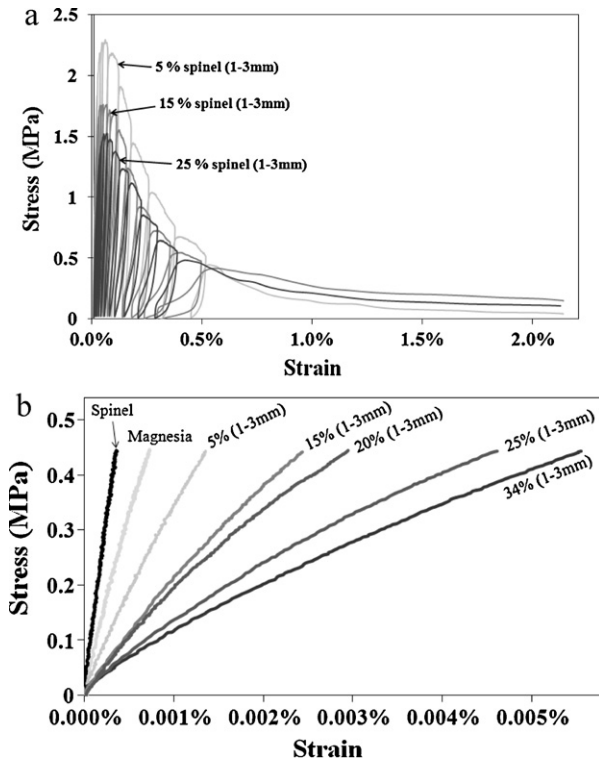 a
2.5
2
1.5
1
0.5
0
Stress (MPa)
5 % spinel (1-3mm)
15 % spinel (1-3mm)
25 % spinel (1-3mm)
0.0%
0.5%
1.0%
1.5%
2.0%
Strain
b
0.5
0.4
0.3
0.2
0.1
0
Stress (MPa)
Spinel
Magnesia
5% (1-3mm)
15% (1-3mm)
20% (1-3mm)
25% (1-3mm)
34% (1-3mm)
0.000%
0.001%
0.002%
0.003%
0.004%
0.005%
Strain